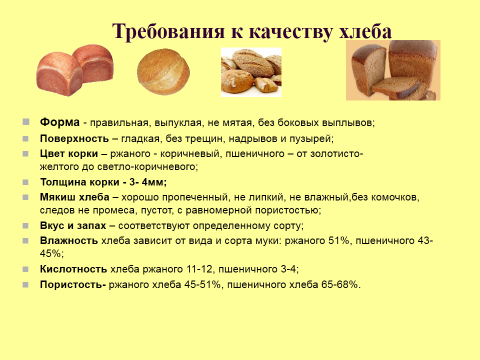 Требования к качеству хлеба
Форма - правильная, выпуклая, не мятая, без боковых выплывов;
Поверхность – гладкая, без трещин, надрывов и пузырей;
Цвет корки – ржаного - коричневый, пшеничного – от золотисто-
желтого до светло-коричневого;
Толщина корки - 3- 4мм;
Мякиш хлеба – хорошо пропеченный, не липкий, не влажный,без комочков,
следов не промеса, пустот, с равномерной пористостью;
Вкус и запах – соответствуют определенному сорту;
Влажность хлеба зависит от вида и сорта муки: ржаного 51%, пшеничного 43-
45%;
Кислотность хлеба ржаного 11-12, пшеничного 3-4;
Пористость- ржаного хлеба 45-51%, пшеничного хлеба 65-68%.